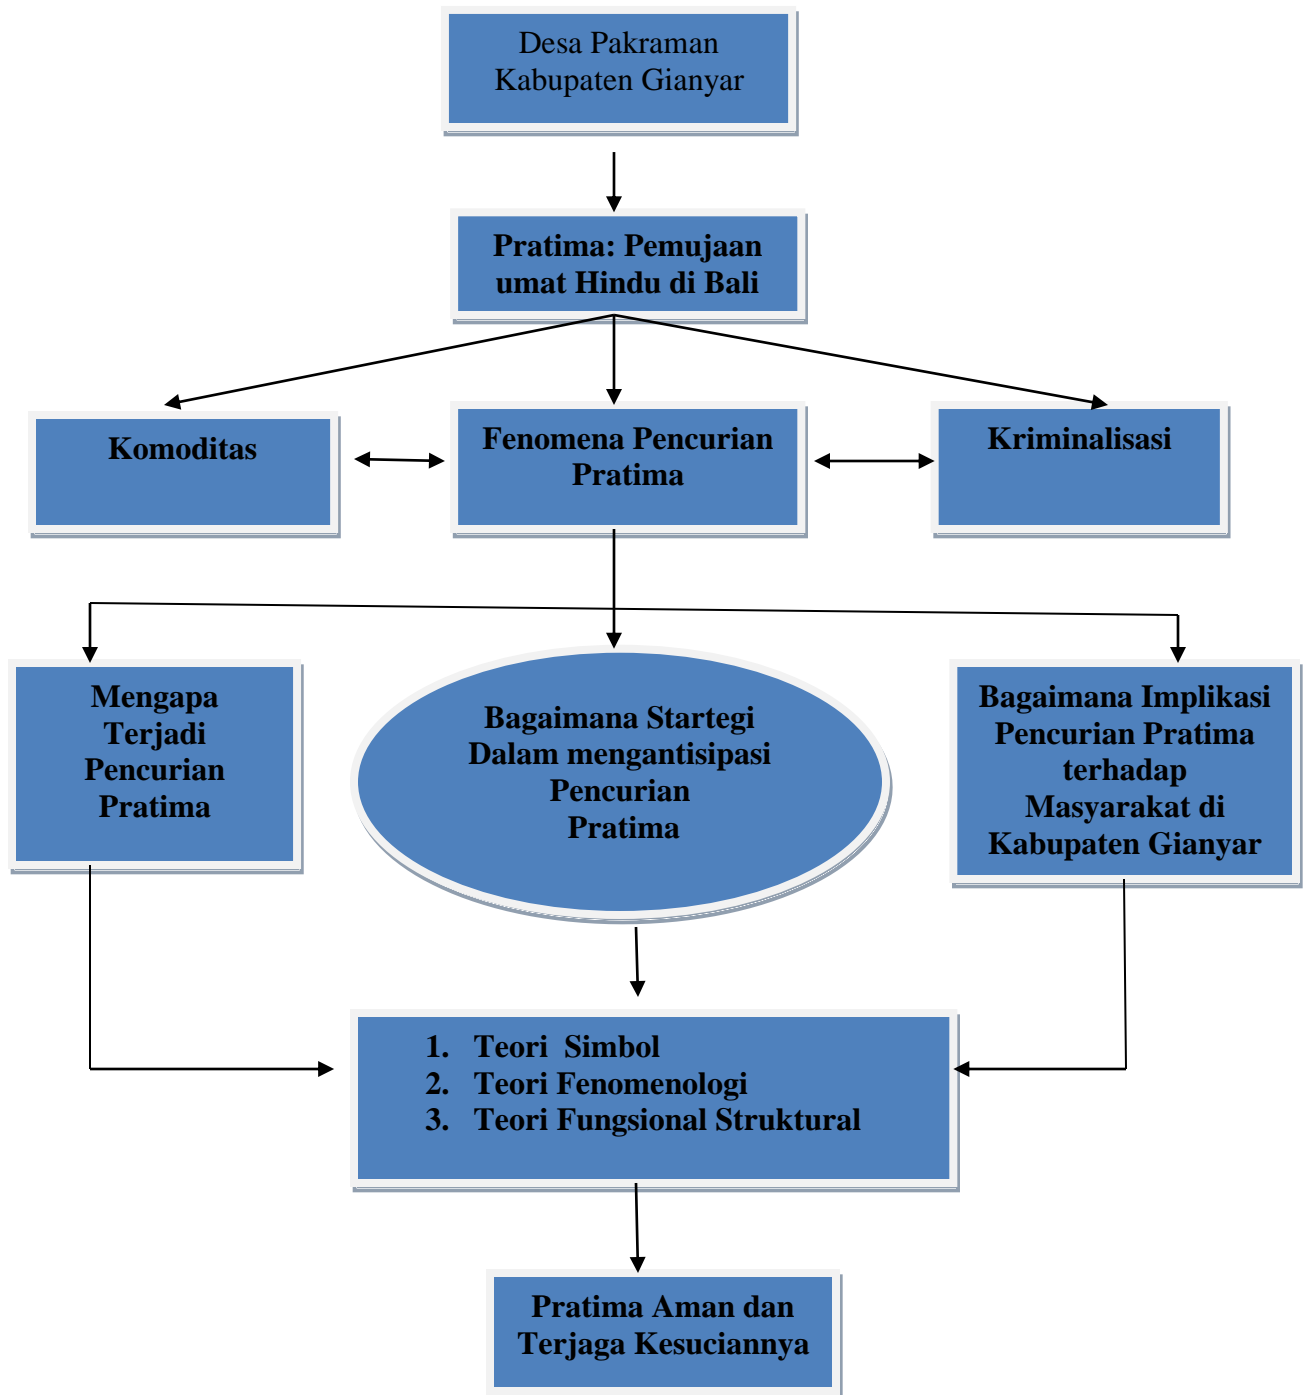 Desa Pakraman
Kabupaten Gianyar
Pratima: Pemujaan
umat Hindu di Bali
Komoditas
Fenomena Pencurian
Pratima
Kriminalisasi
Mengapa
Terjadi
Pencurian
Pratima
Bagaimana Startegi
Dalam mengantisipasi
Pencurian
Pratima
Bagaimana Implikasi
Pencurian Pratima
terhadap
Masyarakat di
Kabupaten Gianyar
1. Teori Simbol
2. Teori Fenomenologi
3. Teori Fungsional Struktural
Pratima Aman dan
Terjaga Kesuciannya